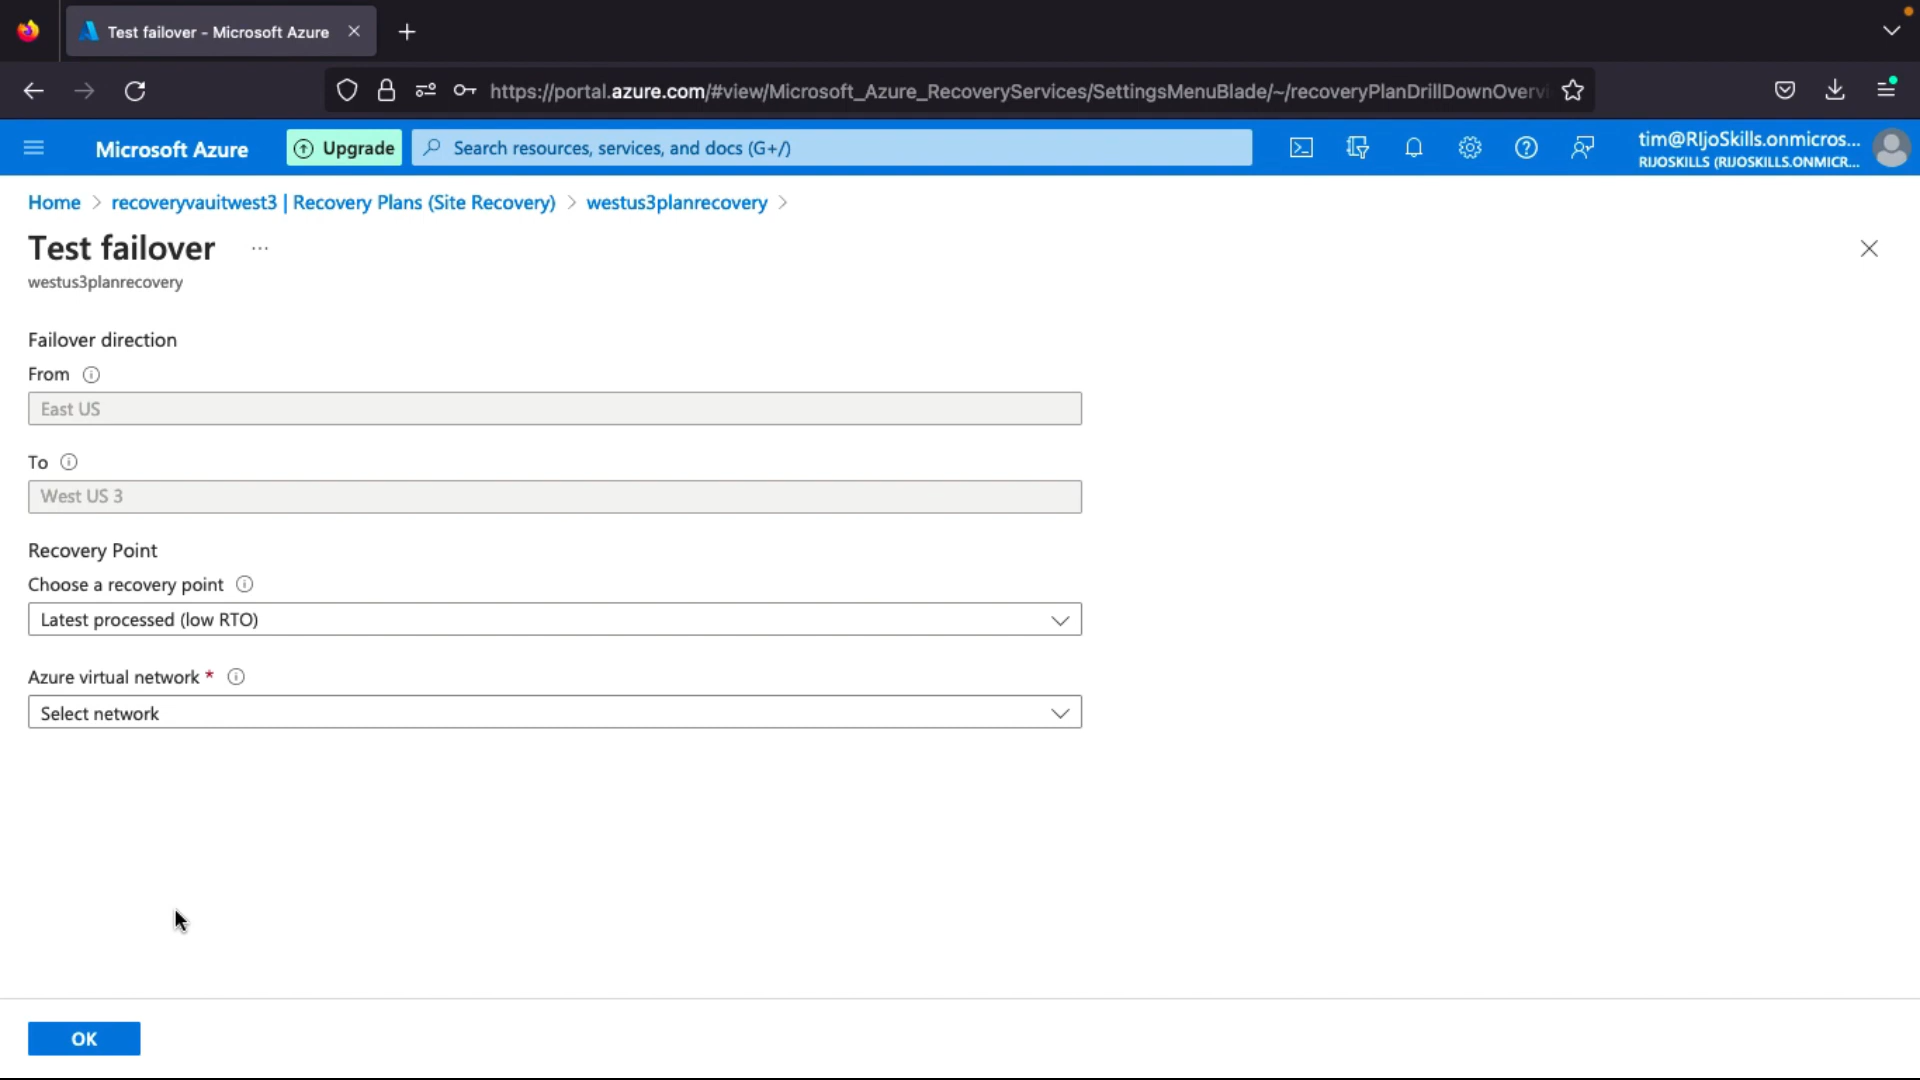 Test failover - Microsoft Azure
https://portal.azure.com/#view/Microsoft_Azure_RecoveryServices/SettingsMenuBlade/~/recoveryPlanDrillDownOvervi
Microsoft Azure
Upgrade
Search resources, services, and docs (G+/)
tim@RIjoSkills.onmicros...
RIJOSKILLS (RIJOSKILLS.ONMICR...
Home > recoveryvauitwest3 | Recovery Plans (Site Recovery) > westus3planrecovery >
Test failover ...
westus3planrecovery
Failover direction
From
East US
To
West US 3
Recovery Point
Choose a recovery point
Latest processed (low RTO)
Azure virtual network *
Select network
OK